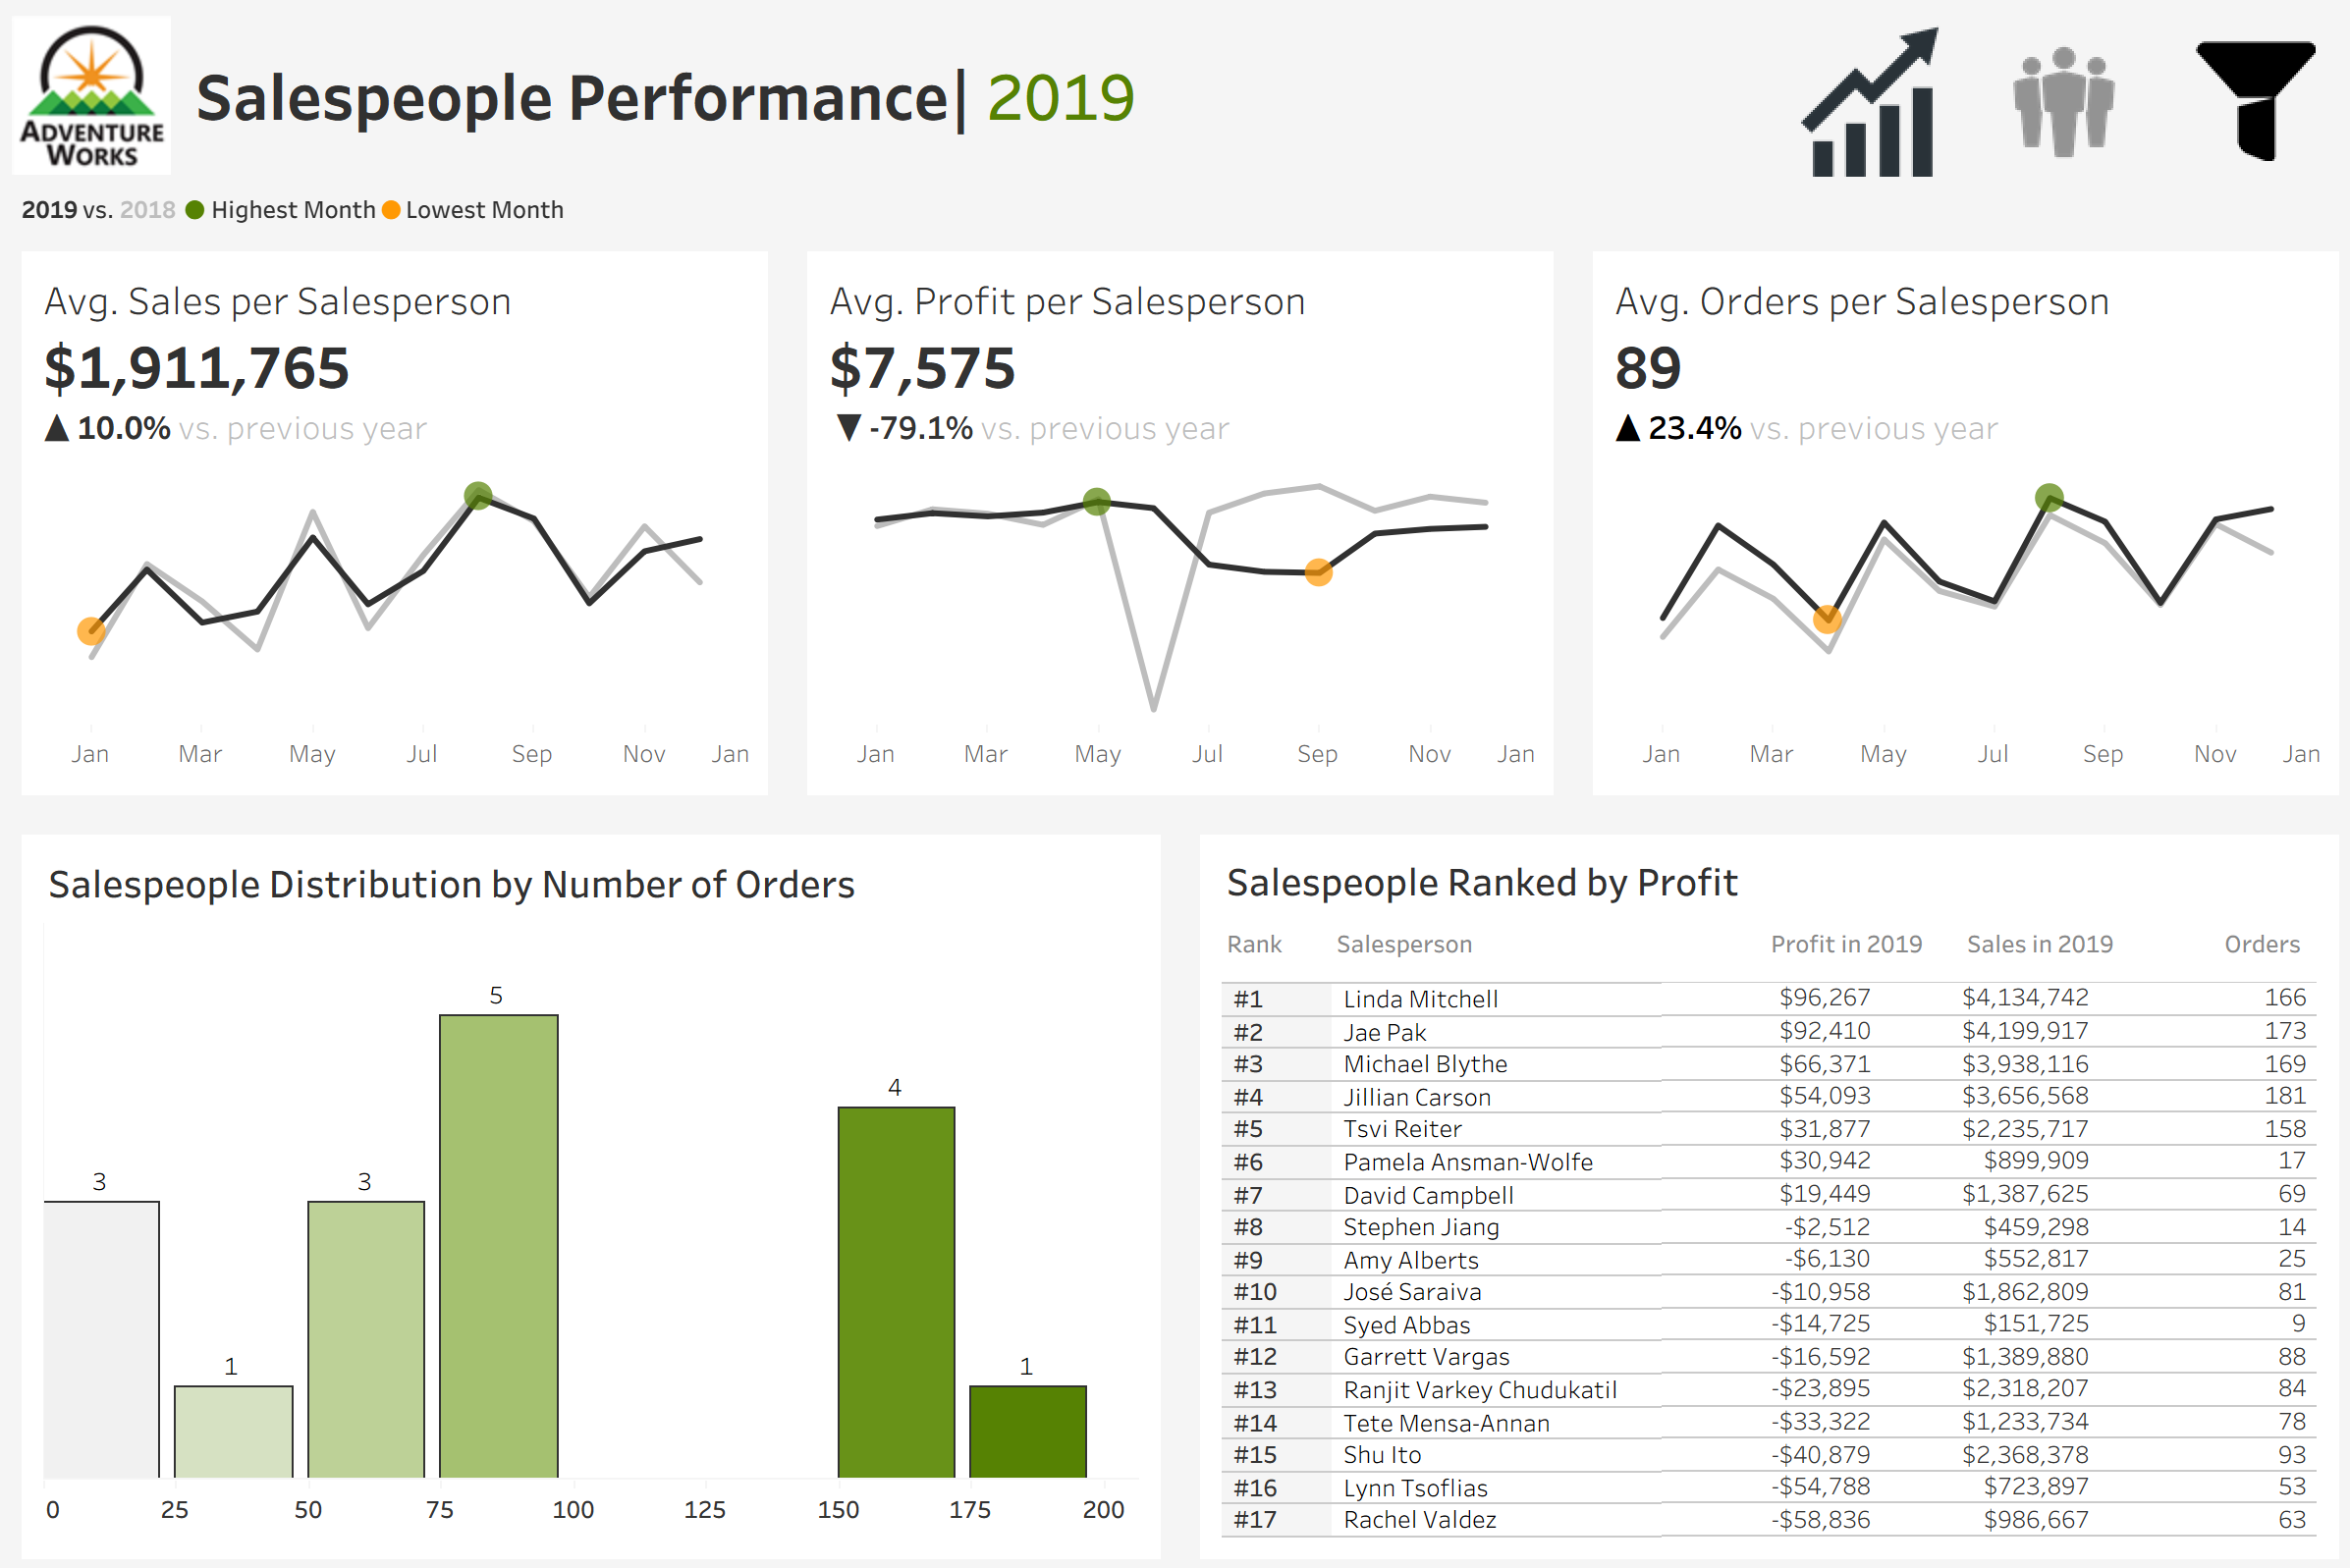 ADVENTURE
WORKS
Salespeople Performance| 2019
2019 vs. 2018 Highest Month Lowest Month
Avg. Sales per Salesperson
$1,911,765
▲ 10.0% vs. previous year
Jan Mar May Jul Sep Nov Jan
Avg. Profit per Salesperson
$7,575
▼ -79.1% vs. previous year
Jan Mar May Jul Sep Nov Jan
Avg. Orders per Salesperson
89
▲ 23.4% vs. previous year
Jan Mar May Jul Sep Nov Jan
Salespeople Distribution by Number of Orders
3 1 3 5 4 1
0 25 50 75 100 125 150 175 200
Salespeople Ranked by Profit
Rank Salesperson Profit in 2019 Sales in 2019 Orders
#1 Linda Mitchell $96,267 $4,134,742 166
#2 Jae Pak $92,410 $4,199,917 173
#3 Michael Blythe $66,371 $3,938,116 169
#4 Jillian Carson $54,093 $3,656,568 181
#5 Tsvi Reiter $31,877 $2,235,717 158
#6 Pamela Ansman-Wolfe $30,942 $899,909 17
#7 David Campbell $19,449 $1,387,625 69
#8 Stephen Jiang -$2,512 $459,298 14
#9 Amy Alberts -$6,130 $552,817 25
#10 José Saraiva -$10,958 $1,862,809 81
#11 Syed Abbas -$14,725 $151,725 9
#12 Garrett Vargas -$16,592 $1,389,880 88
#13 Ranjit Varkey Chudukatil -$23,895 $2,318,207 84
#14 Tete Mensa-Annan -$33,322 $1,233,734 78
#15 Shu Ito -$40,879 $2,368,378 93
#16 Lynn Tsoflias -$54,788 $723,897 53
#17 Rachel Valdez -$58,836 $986,667 63